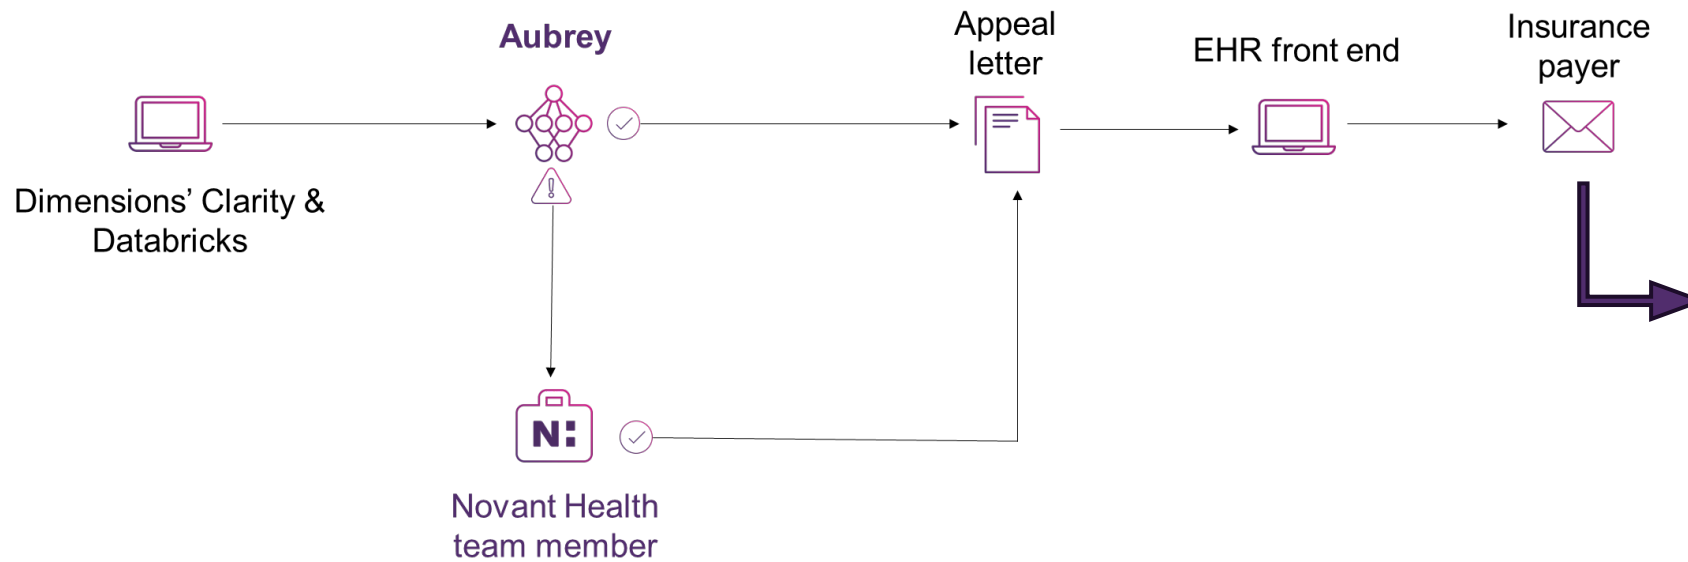 Aubrey
Appeal
letter
EHR front end
Insurance
payer
Dimensions’ Clarity &
Databricks
N:
Novant Health
team member